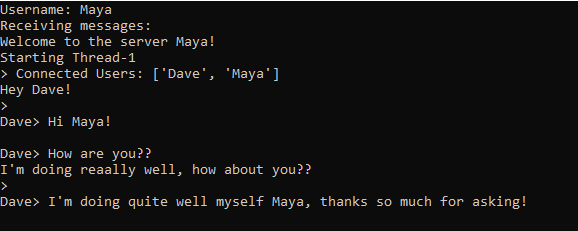 Username: Maya
Receiving messages:
Welcome to the server Maya!
Starting Thread-1
> Connected Users: ['Dave', 'Maya']
Hey Dave!
>
Dave> Hi Maya!
Dave> How are you??
I'm doing reaally well, how about you??
>
Dave> I'm doing quite well myself Maya, thanks so much for asking!